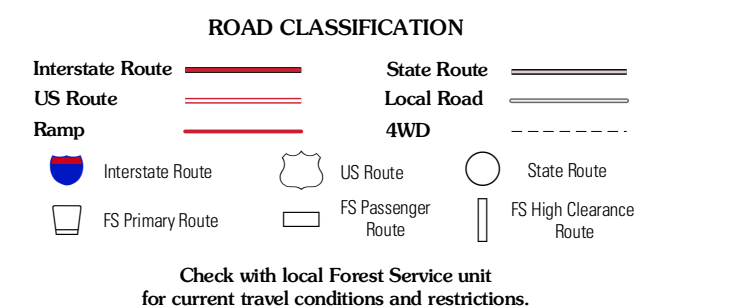 ROAD CLASSIFICATION
Interstate Route
State Route
US Route
Local Road
Ramp
4WD
Interstate Route
US Route
State Route
FS Primary Route
FS Passenger
Route
FS High Clearance
Route
Check with local Forest Service unit
for current travel conditions and restrictions.